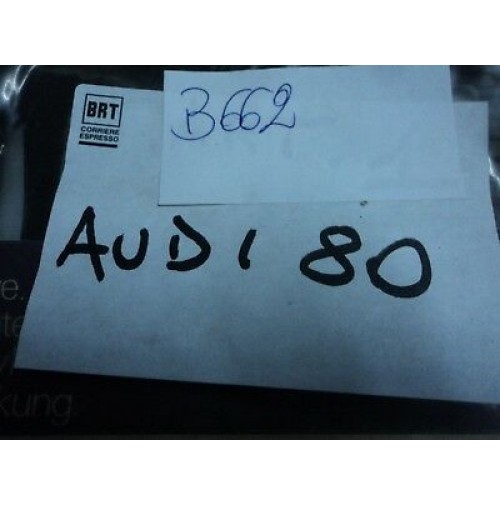 B662
BRT
CORRIERE
ESPRESSO
AUDI 80
e.
kung.